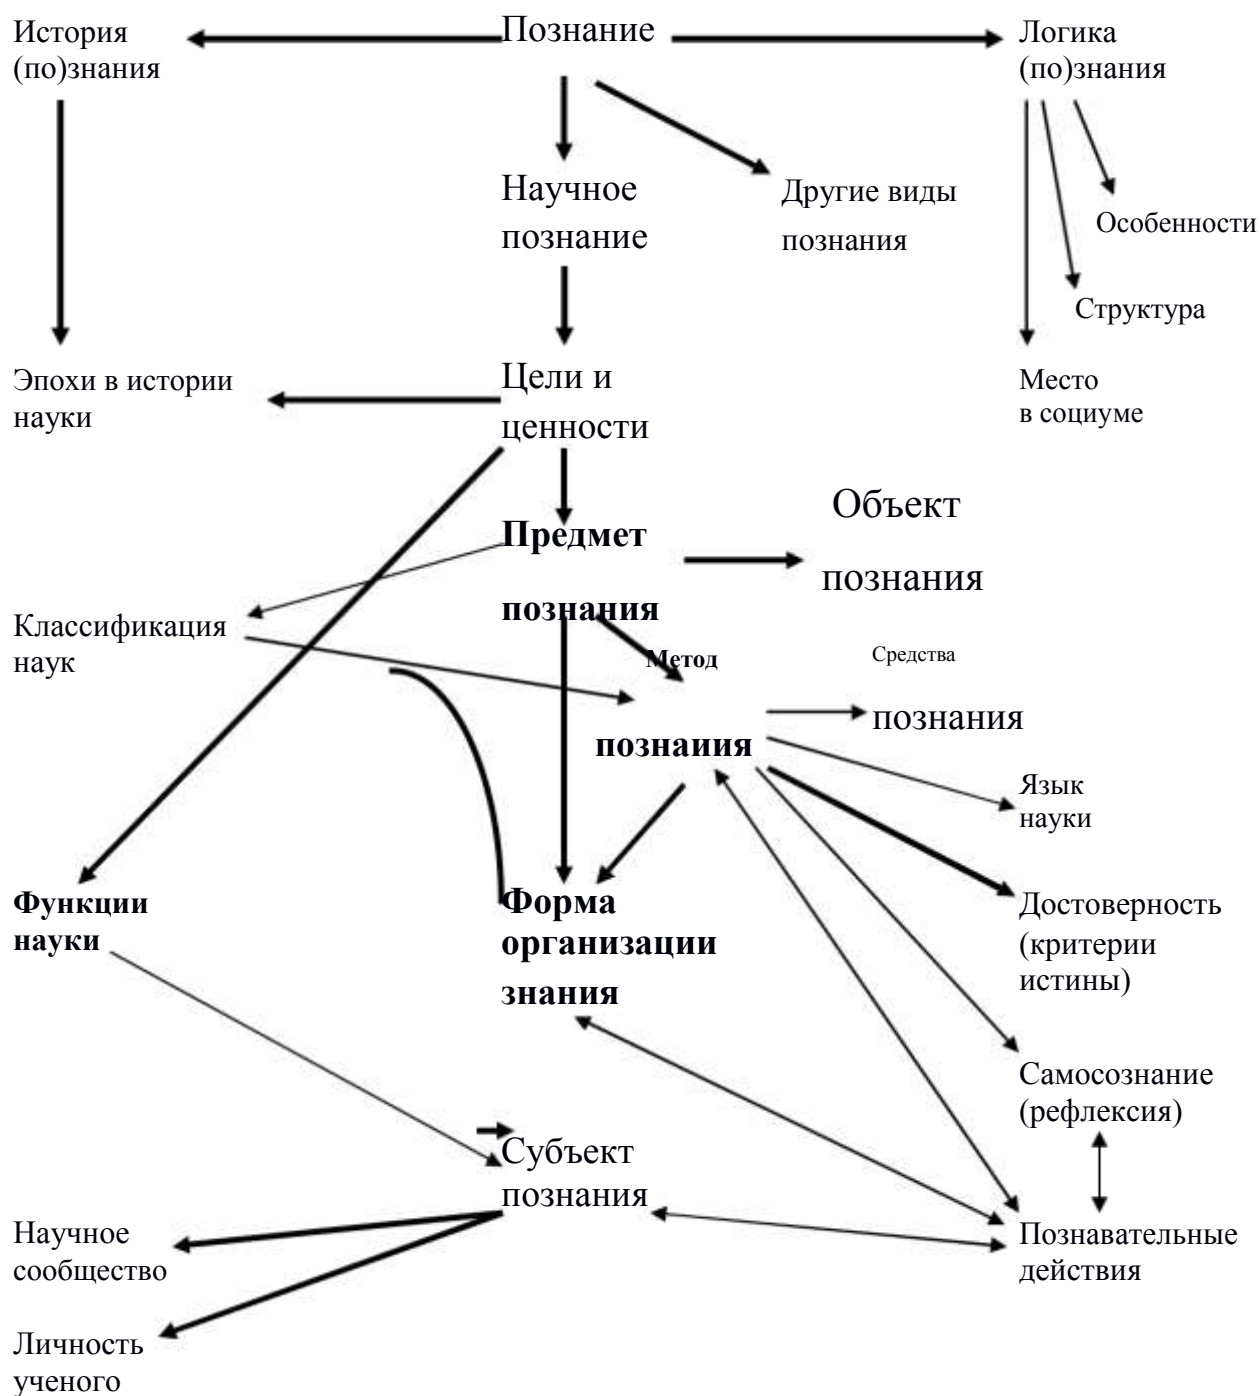 История
(по)знания
Познание
Логика
(по)знания
Научное
познание
Другие виды
познания
Особенности
Структура
Эпохи в истории
науки
Цели и
ценности
Место
в социуме
Объект
познания
Предмет
познания
Классификация
наук
Метод
познаиия
Средства
познания
Язык
науки
Функции
науки
Форма
организации
знания
Достоверность
(критерии
истины)
Самосознание
(рефлексия)
Субъект
познания
Научное
сообщество
Познавательные
действия
Личность
ученого